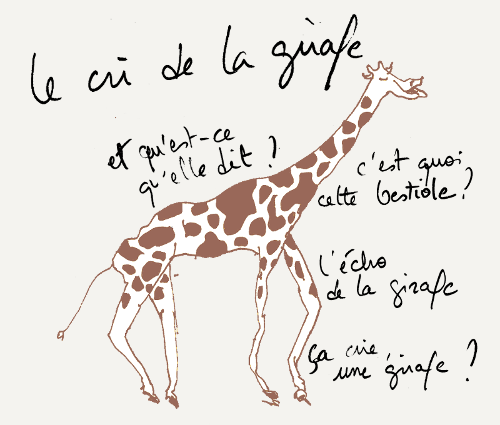 le cri de la girafe
et qu'est-ce
qu'elle dit ?
c'est quoi
cette bestiole ?
l'écho
de la girafe
ça crie
une girafe ?